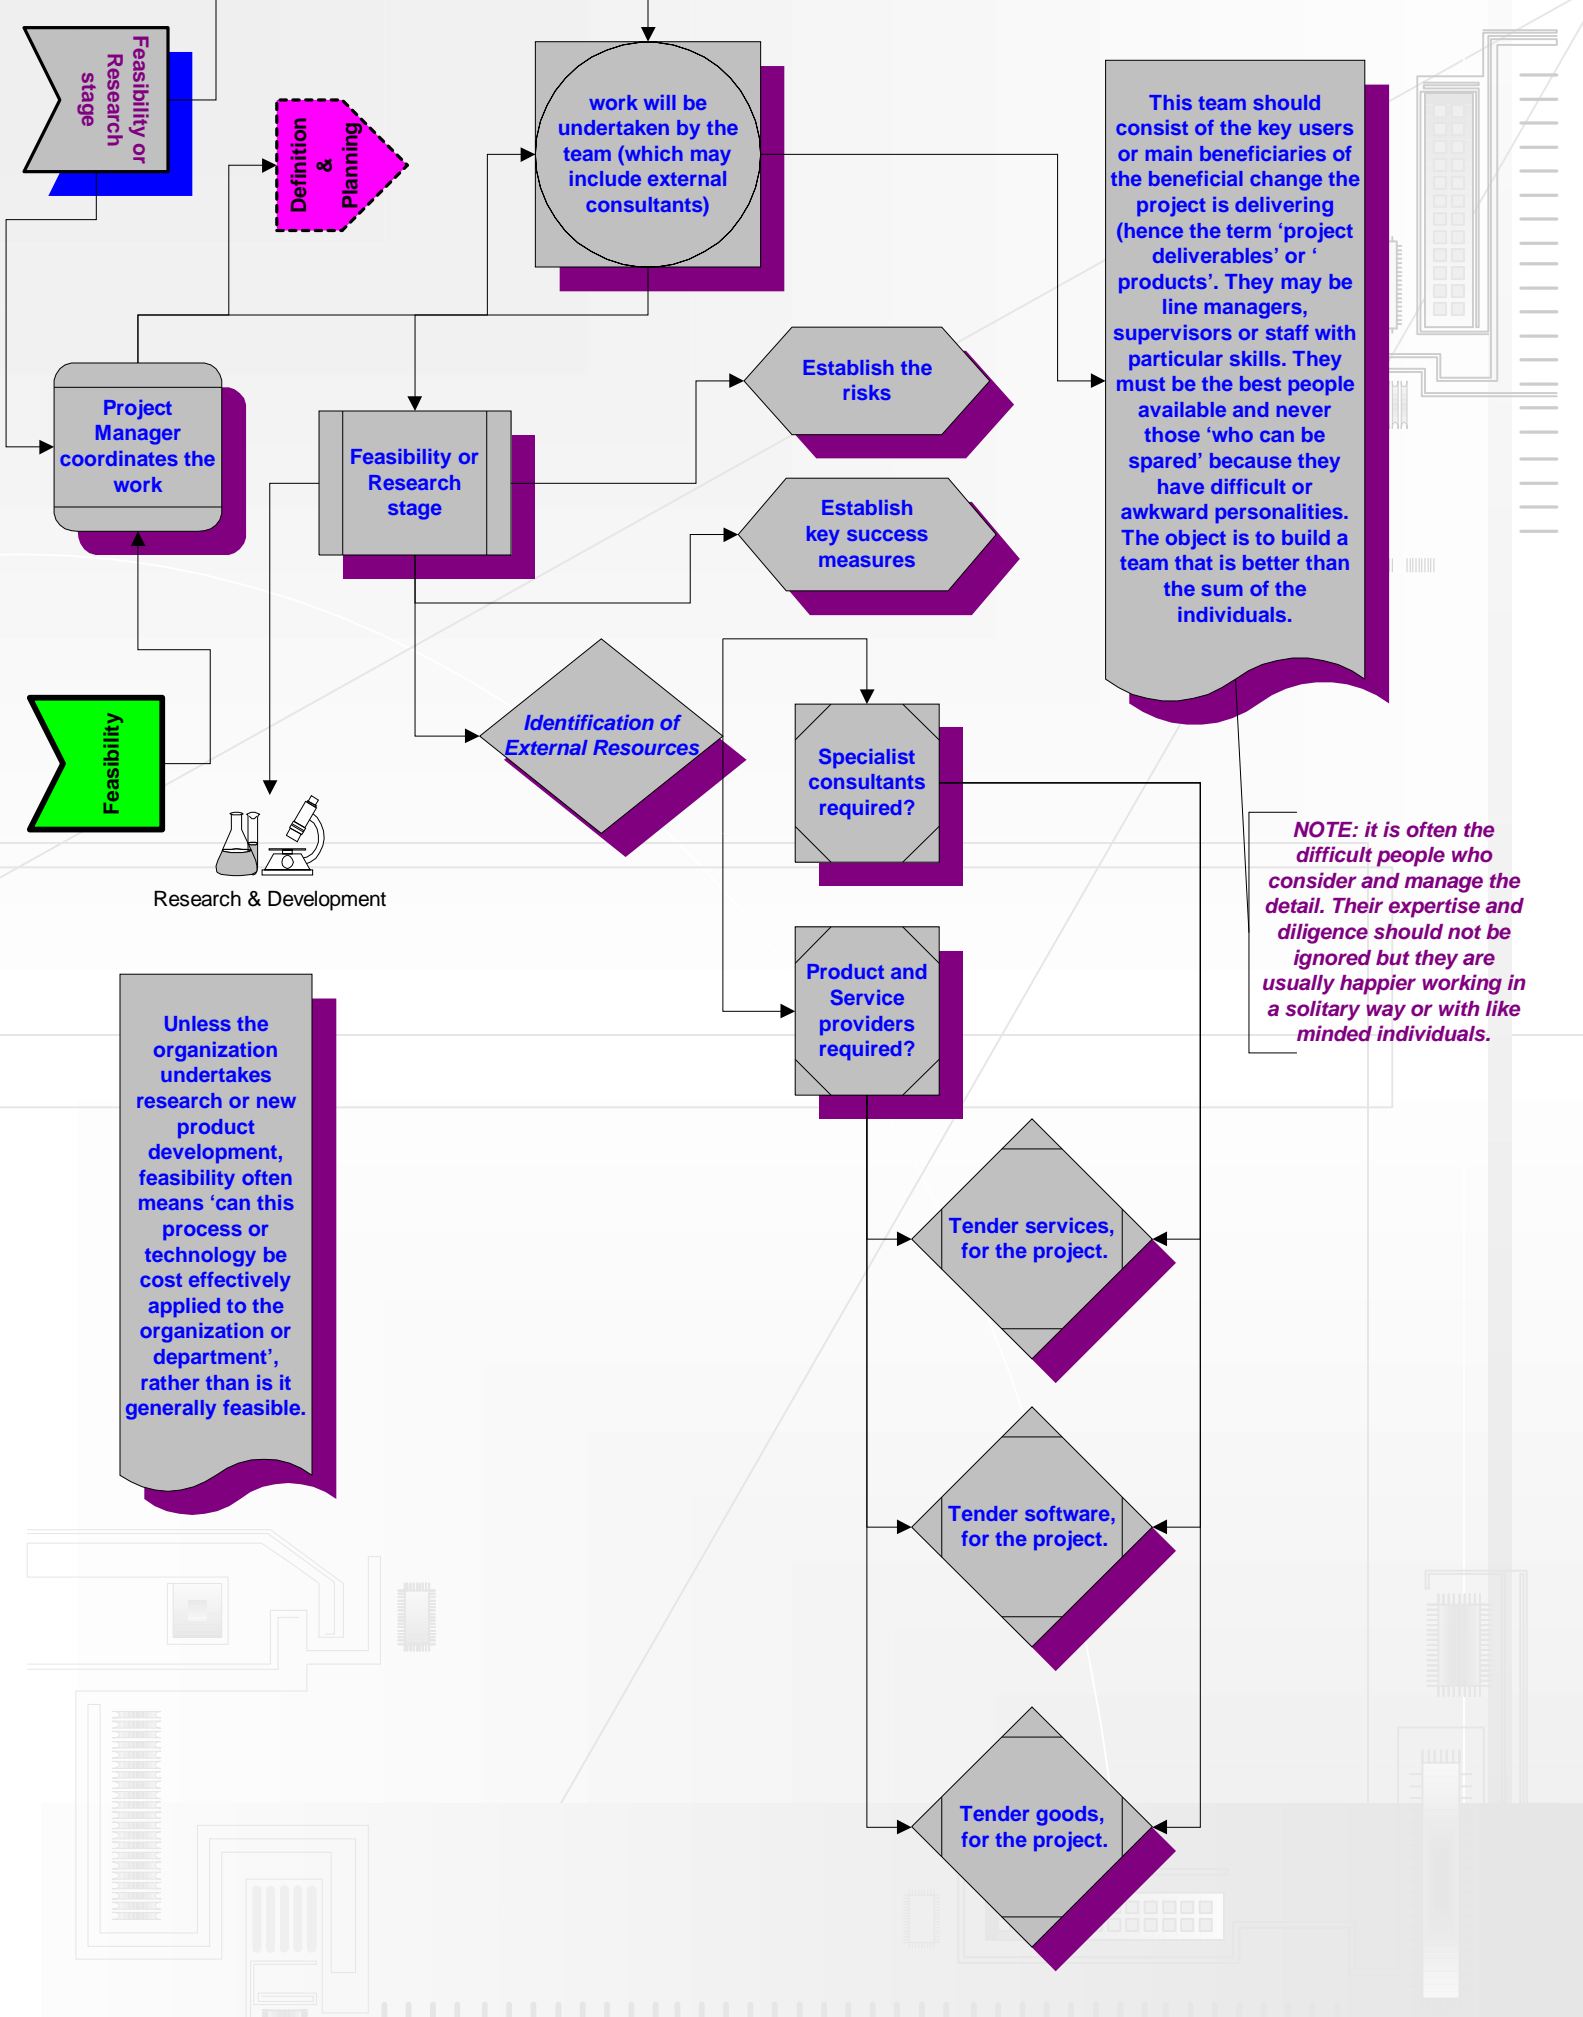 Feasibility or
Research
stage
Definition
&
Planning
work will be
undertaken by the
team (which may
include external
consultants)
This team should
consist of the key users
or main beneficiaries of
the beneficial change the
project is delivering
(hence the term ‘project
deliverables’ or ‘
products’. They may be
line managers,
supervisors or staff with
particular skills. They
must be the best people
available and never
those ‘who can be
spared’ because they
have difficult or
awkward personalities.
The object is to build a
team that is better than
the sum of the
individuals.
Project
Manager
coordinates the
work
Feasibility or
Research
stage
Establish the
risks
Establish
key success
measures
Feasibility
Identification of
External Resources
Specialist
consultants
required?
Research & Development
NOTE: it is often the
difficult people who
consider and manage the
detail. Their expertise and
diligence should not be
ignored but they are
usually happier working in
a solitary way or with like
minded individuals.
Product and
Service
providers
required?
Unless the
organization
undertakes
research or new
product
development,
feasibility often
means ‘can this
process or
technology be
cost effectively
applied to the
organization or
department’,
rather than is it
generally feasible.
Tender services,
for the project.
Tender software,
for the project.
Tender goods,
for the project.